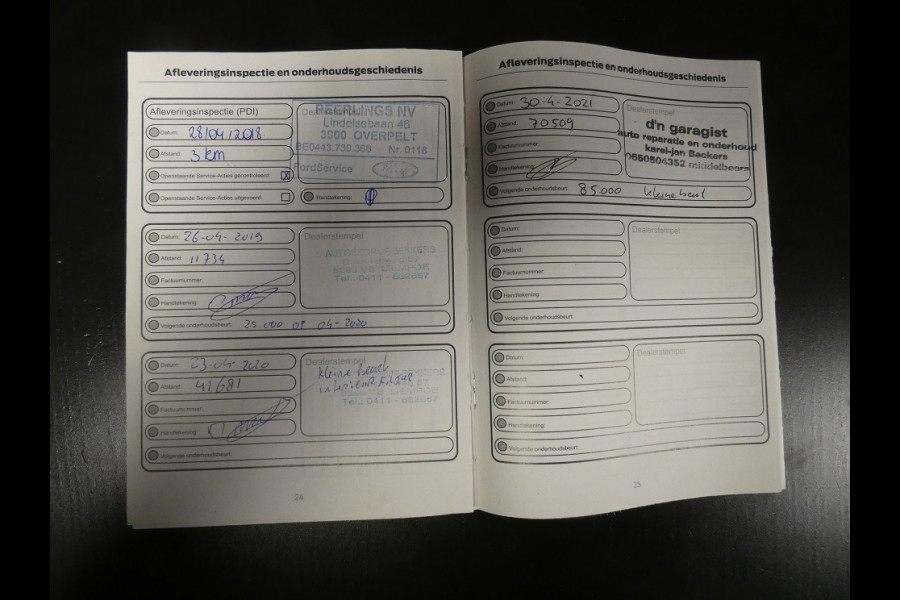 Afleveringsinspectie en onderhoudsgeschiedenis
Afleveringsinspectie (PDI)
Datum: 28/04/2018
Afstand: 3 km
Openstaande Service-Acties gecontroleerd: X
Openstaande Service-Acties uitgevoerd:
Dealerstempel
PEERLINGS NV
Lindelsebaan 46
3900 OVERPELT
BE0443.730.360 Nr. 0118
FordService
Handtekening:
Datum: 26-04-2019
Afstand: 11734
Factuurnummer:
Handtekening:
Volgende onderhoudsbeurt: 25000 of 04-2020
Dealerstempel
AUTOBEDRIJF
Tel.: 0411 - 632667
Datum: 23-04-2020
Afstand: 41681
Factuurnummer:
Handtekening:
Volgende onderhoudsbeurt:
Dealerstempel
kleine beurt
Tel.: 0411 - 632667
24
Afleveringsinspectie en onderhoudsgeschiedenis
Datum: 30-4-2021
Afstand: 70509
Factuurnummer:
Handtekening:
Volgende onderhoudsbeurt: 85.000 kleine beurt
Dealerstempel
d'n garagist
auto reparatie en onderhoud
karel-jan Backers
0650504352 middelbeers
Datum:
Afstand:
Factuurnummer:
Handtekening:
Volgende onderhoudsbeurt:
Dealerstempel
Datum:
Afstand:
Factuurnummer:
Handtekening:
Volgende onderhoudsbeurt:
Dealerstempel
25